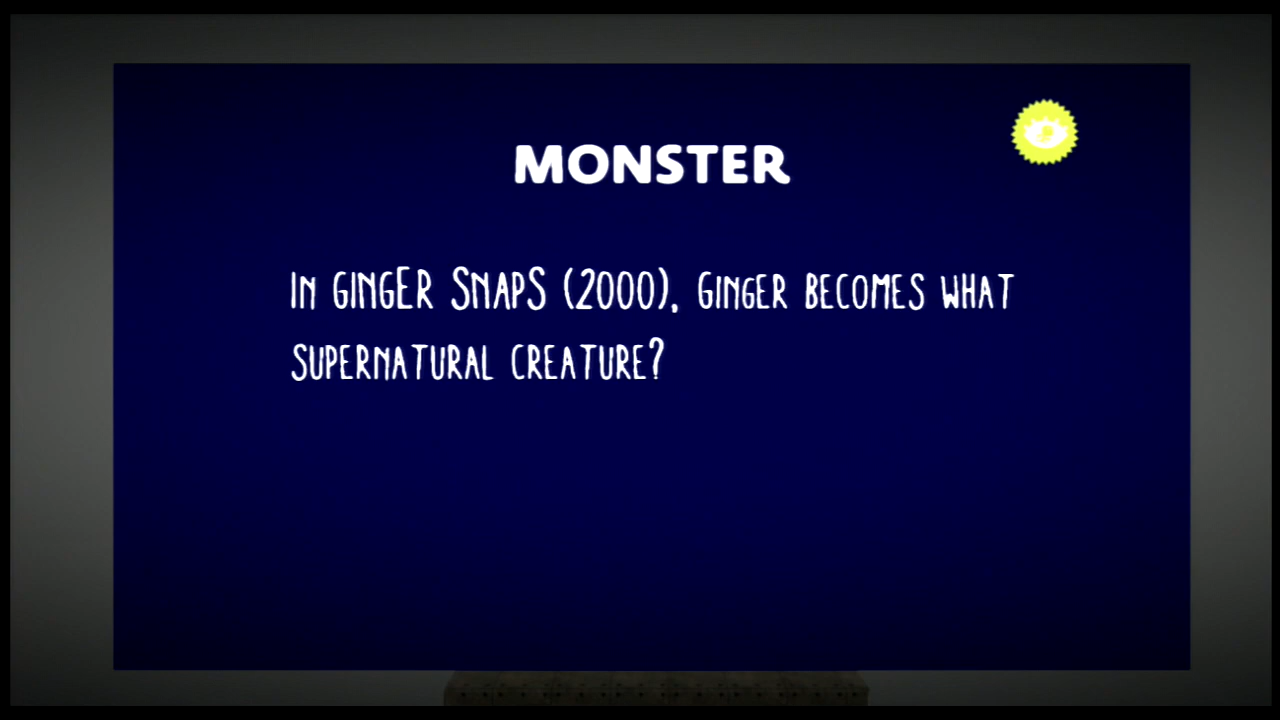 MONSTER
In GINGER SNAPS (2000), GINGER BECOMES WHAT
SUPERNATURAL CREATURE?